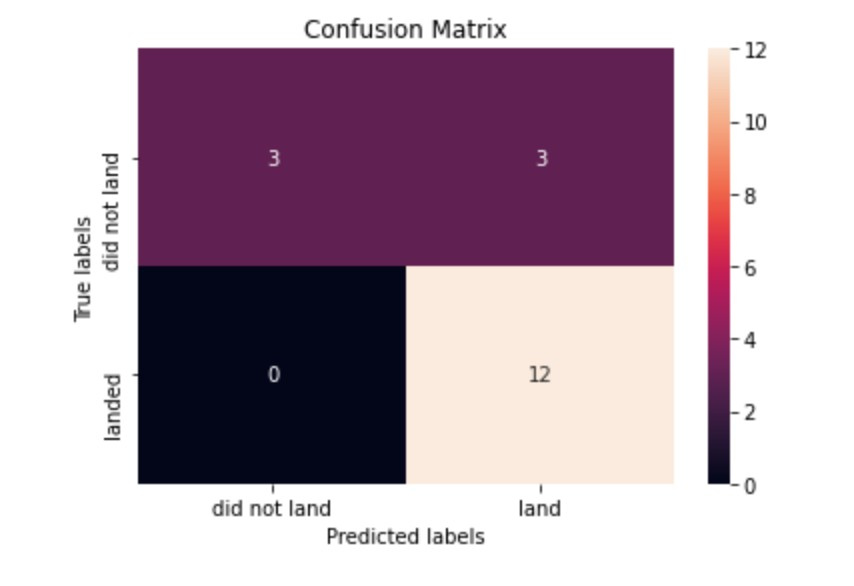 Confusion Matrix
3 3
0 12
True labels
did not land
landed
did not land land
Predicted labels
12
10
8
6
4
2
0